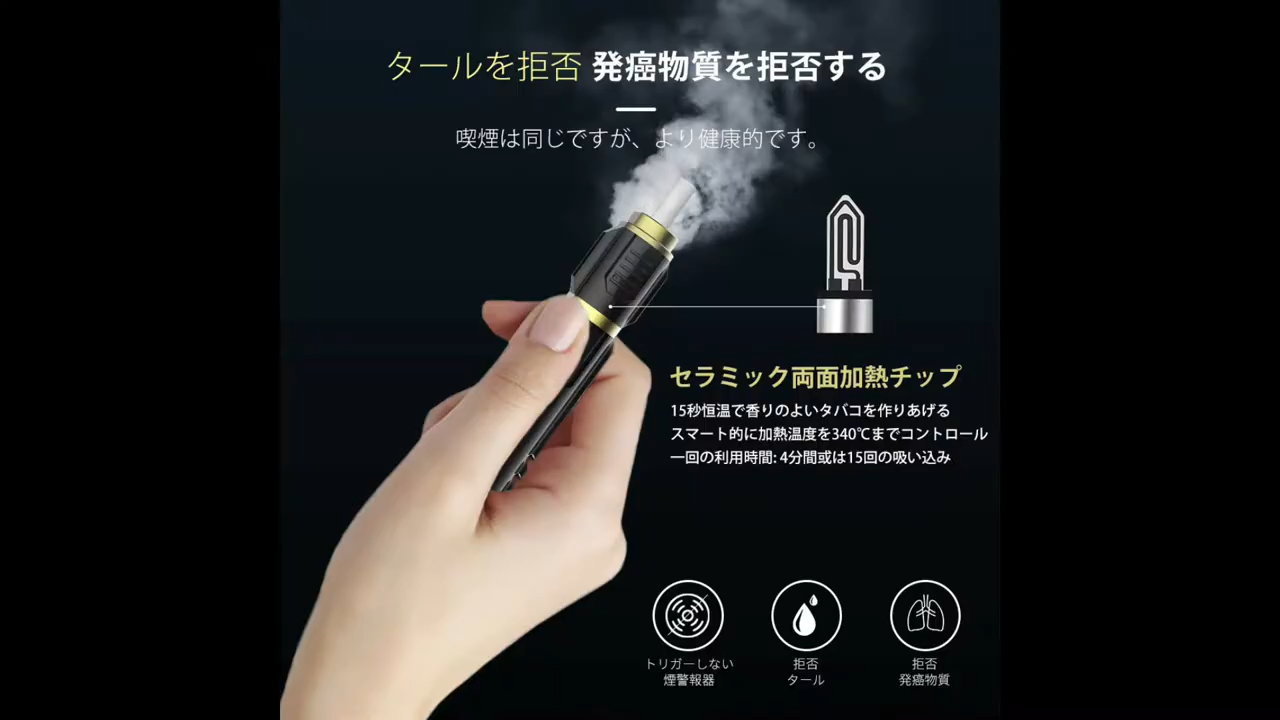 タールを拒否 発癌物質を拒否する
喫煙は同じですが、より健康的です。
セラミック両面加熱チップ
15秒恒温で香りのよいタバコを作りあげる
スマート的に加熱温度を340℃までコントロール
一回の利用時間: 4分間或は15回の吸い込み
トリガーしない
煙警報器
拒否
タール
拒否
発癌物質